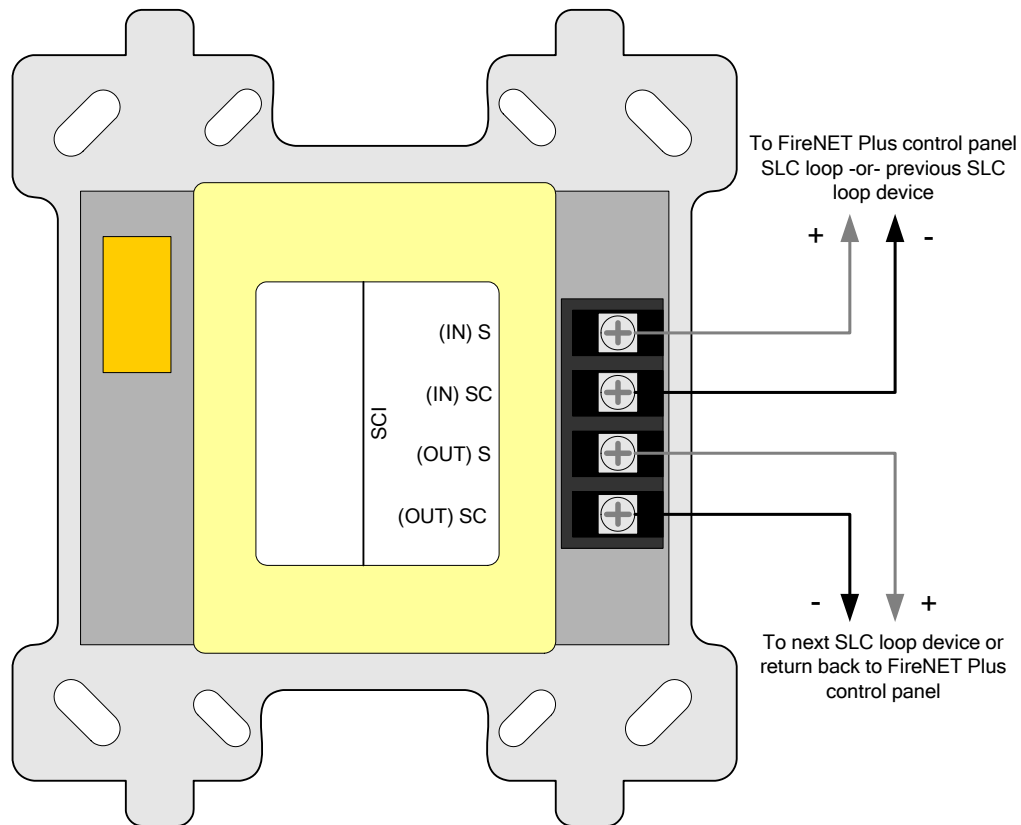 To FireNET Plus control panel
SLC loop -or- previous SLC
loop device
+ -
(IN) S
(IN) SC
SCI
(OUT) S
(OUT) SC
- +
To next SLC loop device or
return back to FireNET Plus
control panel